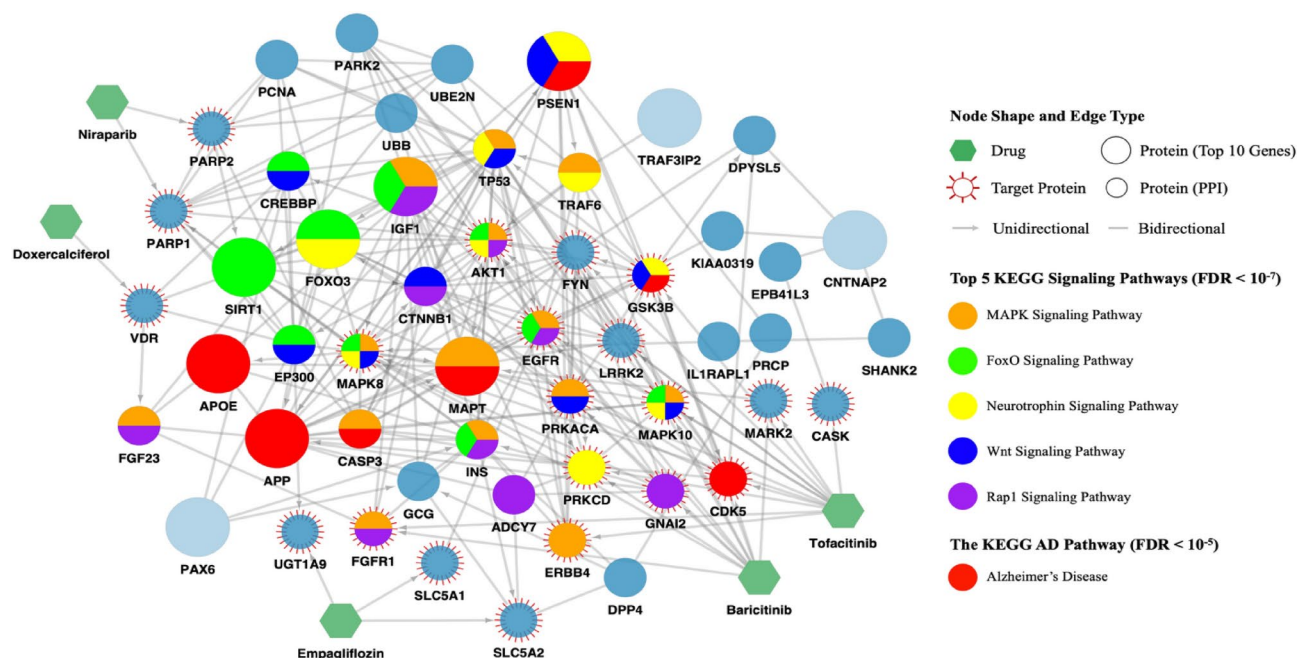 PARK2
PCNA
UBE2N
PSEN1
Niraparib
UBB
TRAF3IP2
DPYSL5
PARP2
TP53
CREBBP
IGF1
TRAF6
PARP1
Doxercalciferol
AKT1
FYN
KIAA0319
CNTNAP2
SIRT1
FOXO3
CTNNB1
GSK3B
EPB41L3
VDR
EP300
MAPK8
EGFR
LRRK2
IL1RAPL1
PRCP
SHANK2
APOE
MAPT
PRKACA
MAPK10
MARK2
CASK
FGF23
APP
CASP3
INS
PRKCD
GNAI2
CDK5
GCG
ADCY7
Tofacitinib
PAX6
UGT1A9
FGFR1
ERBB4
SLC5A1
DPP4
Baricitinib
Empagliflozin
SLC5A2
Node Shape and Edge Type
Drug
Protein (Top 10 Genes)
Target Protein
Protein (PPI)
Unidirectional
Bidirectional
Top 5 KEGG Signaling Pathways (FDR < 10⁻⁷)
MAPK Signaling Pathway
FoxO Signaling Pathway
Neurotrophin Signaling Pathway
Wnt Signaling Pathway
Rap1 Signaling Pathway
The KEGG AD Pathway (FDR < 10⁻⁵)
Alzheimer's Disease